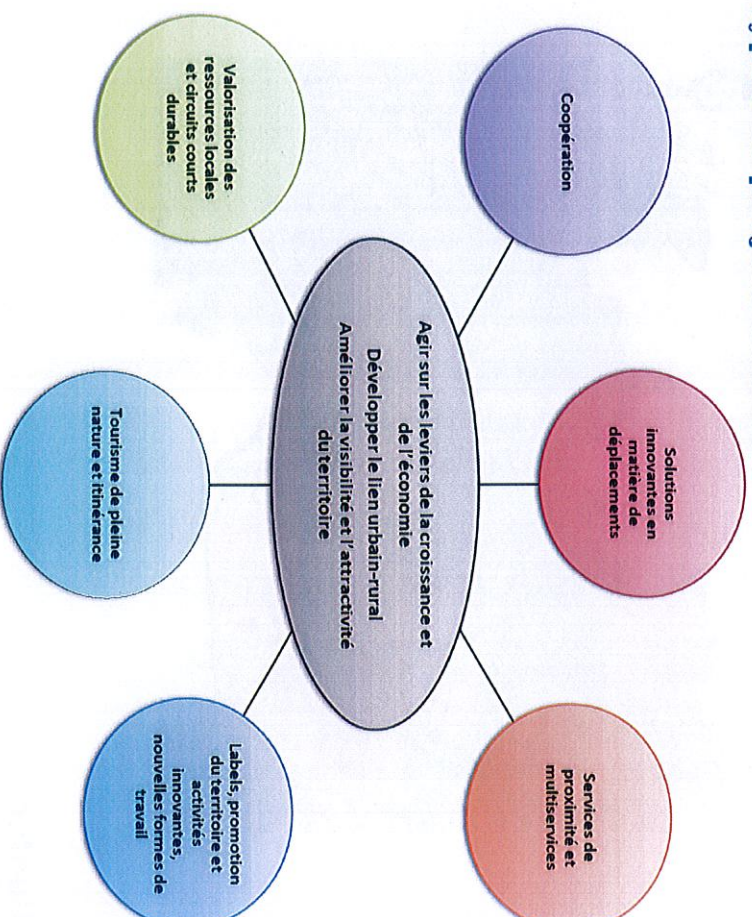 Coopération
Solutions
innovantes en
matière de
déplacements
Services de
proximité et
multiservices
Agir sur les leviers de la croissance et
de l'économie
Développer le lien urbain-rural
Améliorer la visibilité et l'attractivité
du territoire
Valorisation des
ressources locales
et circuits courts
durables
Tourisme de pleine
nature et itinérance
Labels, promotion
du territoire et
activités
innovantes,
nouvelles formes de
travail